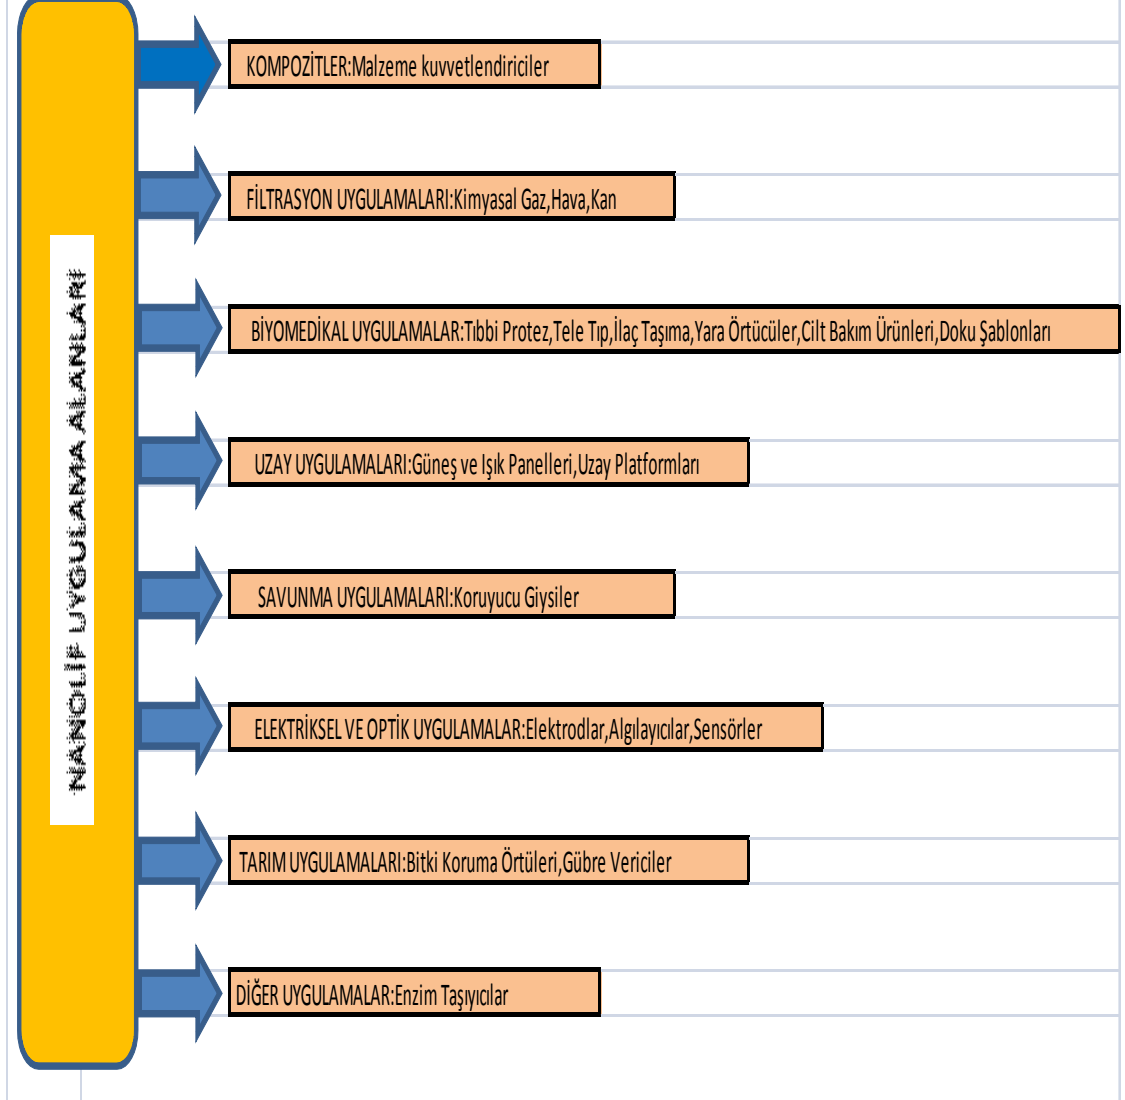 NANOLİF UYGULAMA ALANLARI
KOMPOZİTLER:Malzeme kuvvetlendiriciler
FİLTRASYON UYGULAMALARI:Kimyasal Gaz,Hava,Kan
BİYOMEDİKAL UYGULAMALAR:Tıbbi Protez,Tele Tıp,İlaç Taşıma,Yara Örtücüler,Cilt Bakım Ürünleri,Doku Şablonları
UZAY UYGULAMALARI:Güneş ve Işık Panelleri,Uzay Platformları
SAVUNMA UYGULAMALARI:Koruyucu Giysiler
ELEKTRİKSEL VE OPTİK UYGULAMALAR:Elektrodlar,Algılayıcılar,Sensörler
TARIM UYGULAMALARI:Bitki Koruma Örtüleri,Gübre Vericiler
DİĞER UYGULAMALAR:Enzim Taşıyıcılar